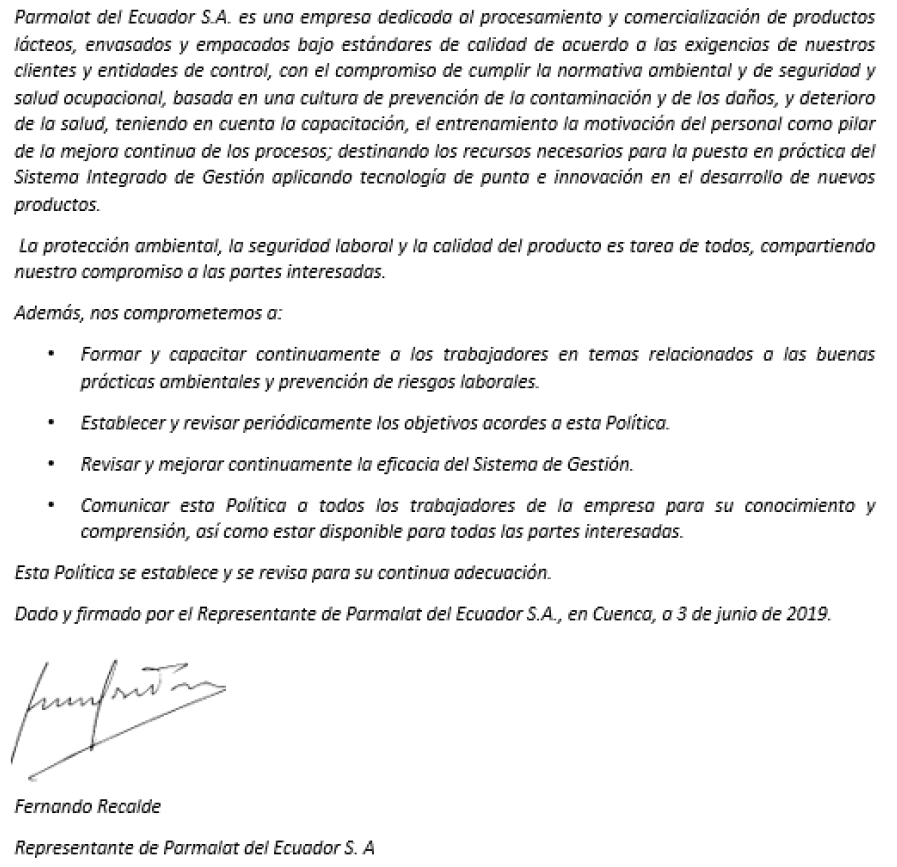 Parmalat del Ecuador S.A. es una empresa dedicada al procesamiento y comercialización de productos
lácteos, envasados y empacados bajo estándares de calidad de acuerdo a las exigencias de nuestros
clientes y entidades de control, con el compromiso de cumplir la normativa ambiental y de seguridad y
salud ocupacional, basada en una cultura de prevención de la contaminación y de los daños, y deterioro
de la salud, teniendo en cuenta la capacitación, el entrenamiento la motivación del personal como pilar
de la mejora continua de los procesos; destinando los recursos necesarios para la puesta en práctica del
Sistema Integrado de Gestión aplicando tecnología de punta e innovación en el desarrollo de nuevos
productos.
La protección ambiental, la seguridad laboral y la calidad del producto es tarea de todos, compartiendo
nuestro compromiso a las partes interesadas.
Además, nos comprometemos a:
• Formar y capacitar continuamente a los trabajadores en temas relacionados a las buenas
prácticas ambientales y prevención de riesgos laborales.
• Establecer y revisar periódicamente los objetivos acordes a esta Política.
• Revisar y mejorar continuamente la eficacia del Sistema de Gestión.
• Comunicar esta Política a todos los trabajadores de la empresa para su conocimiento y
comprensión, así como estar disponible para todas las partes interesadas.
Esta Política se establece y se revisa para su continua adecuación.
Dado y firmado por el Representante de Parmalat del Ecuador S.A., en Cuenca, a 3 de junio de 2019.
Fernando Recalde
Representante de Parmalat del Ecuador S. A